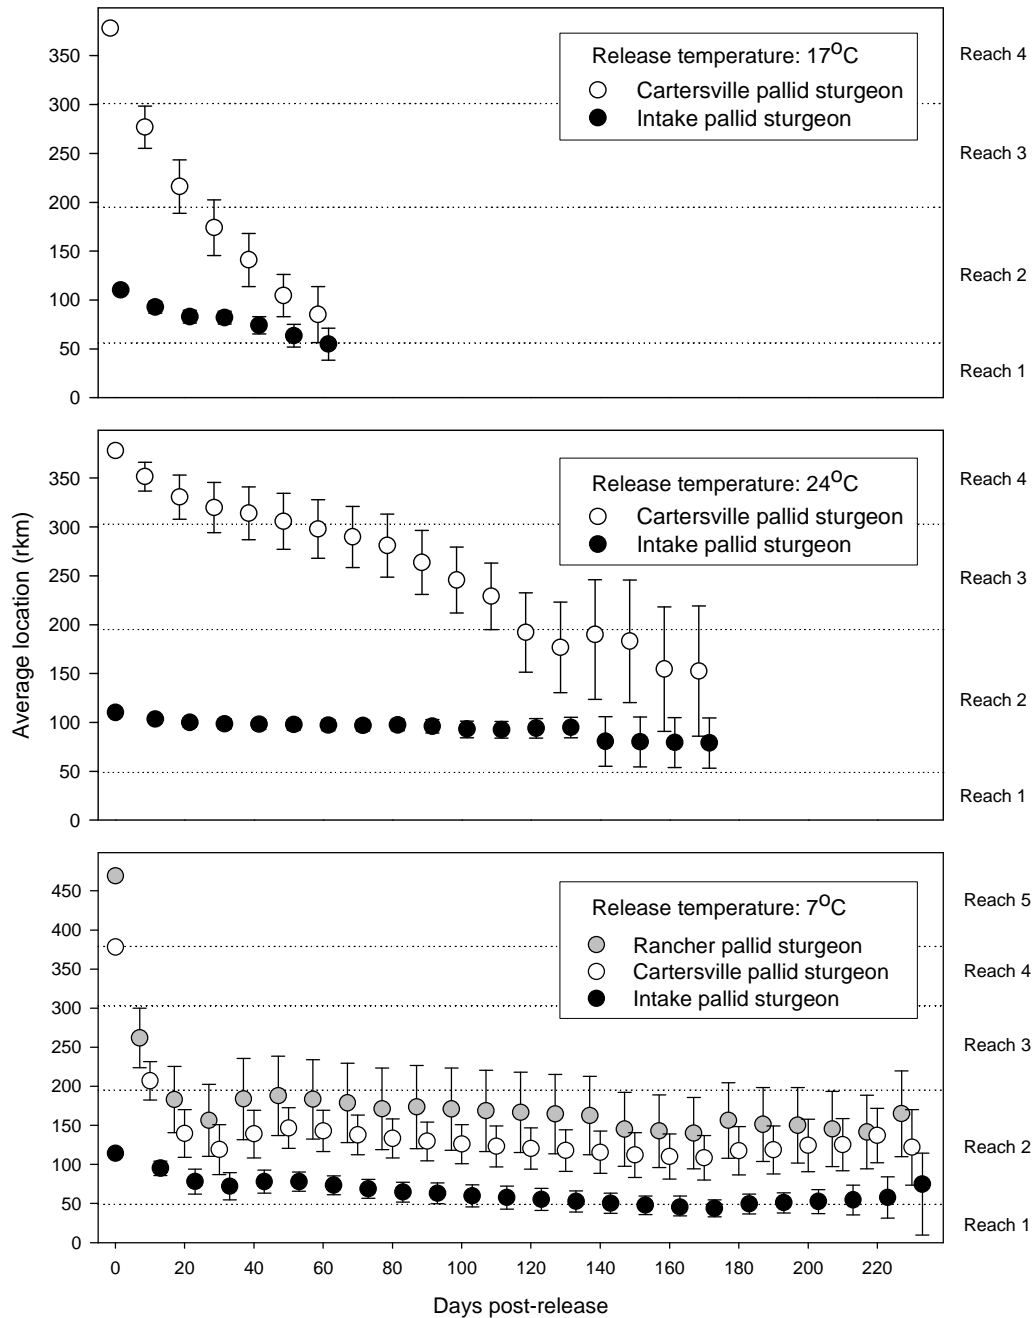 350
300
250
200
150
100
50
0
Release temperature: 17°C
Cartersville pallid sturgeon
Intake pallid sturgeon
Reach 4
Reach 3
Reach 2
Reach 1
Average location (rkm)
350
300
250
200
150
100
50
0
Release temperature: 24°C
Cartersville pallid sturgeon
Intake pallid sturgeon
Reach 4
Reach 3
Reach 2
Reach 1
450
400
350
300
250
200
150
100
50
0
Release temperature: 7°C
Rancher pallid sturgeon
Cartersville pallid sturgeon
Intake pallid sturgeon
Reach 5
Reach 4
Reach 3
Reach 2
Reach 1
0 20 40 60 80 100 120 140 160 180 200 220
Days post-release